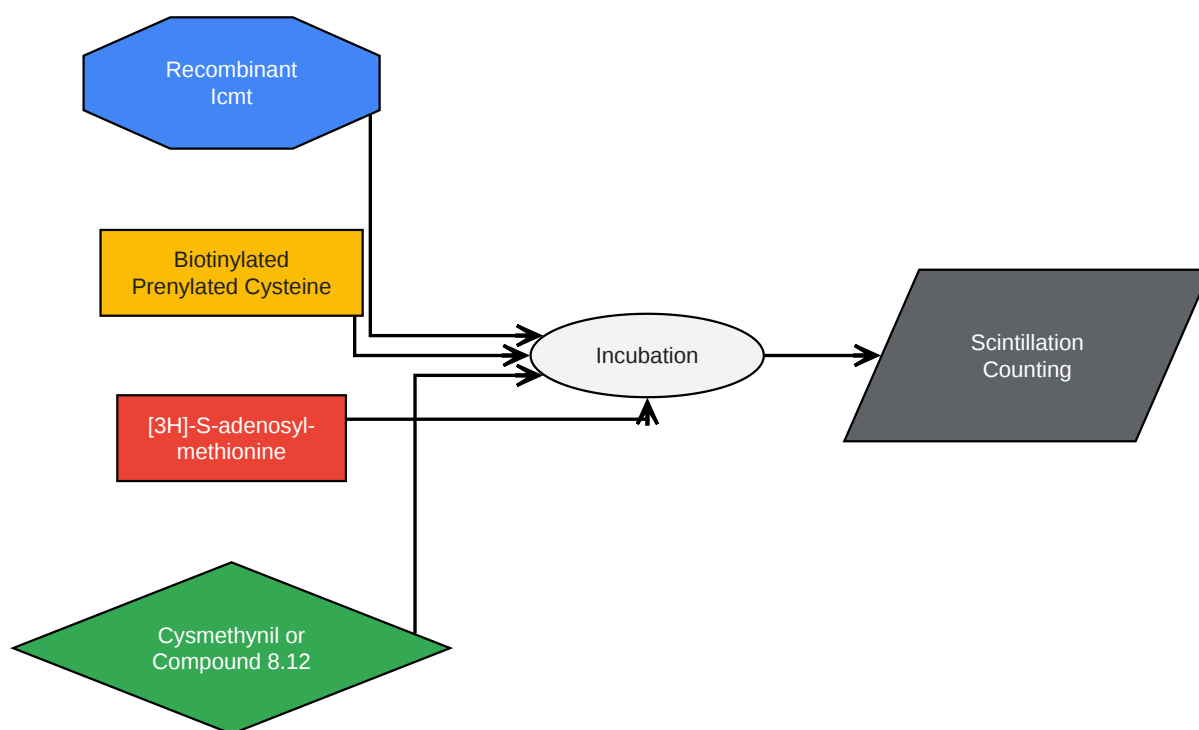 Recombinant
Icmt
Biotinylated
Prenylated Cysteine
[3H]-S-adenosyl-
methionine
Cysmethynil or
Compound 8.12
Incubation
Scintillation
Counting